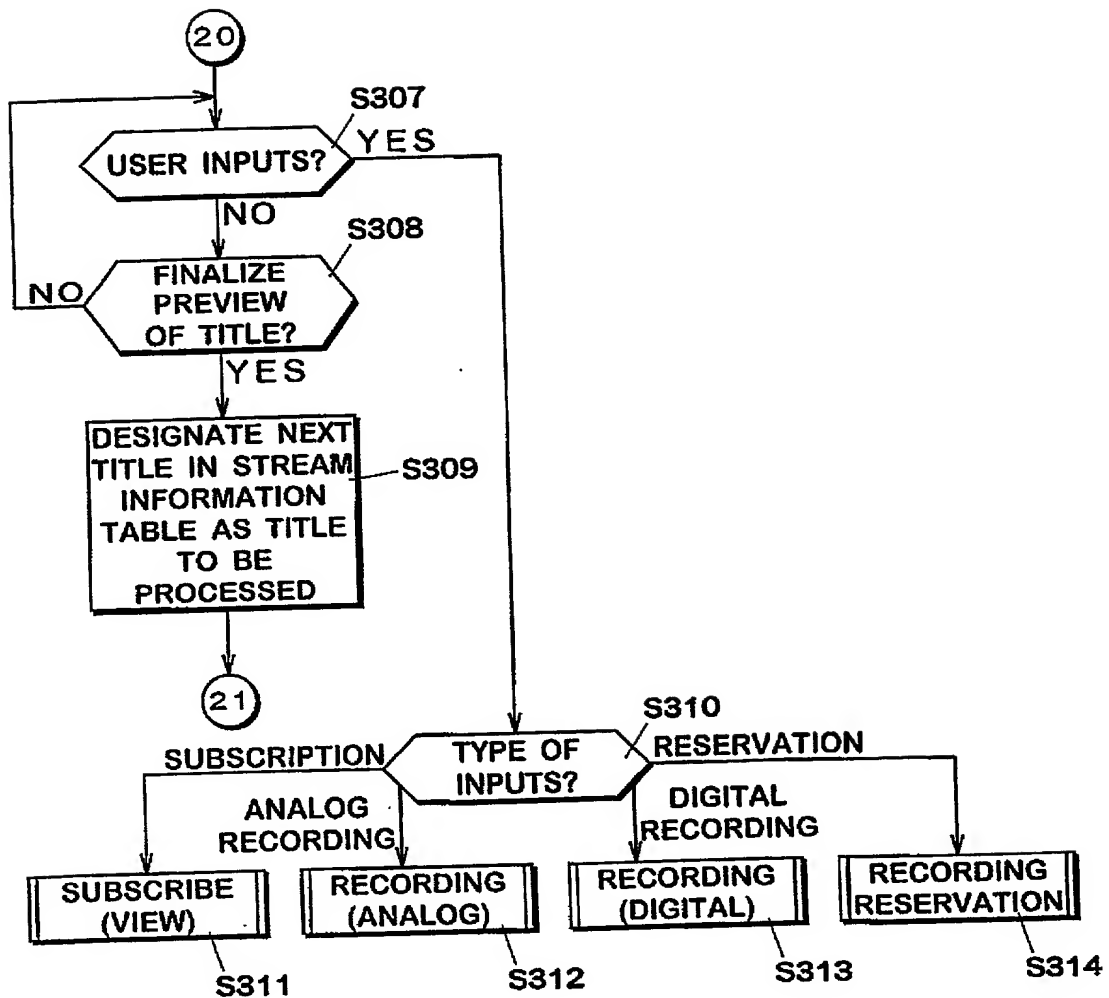 20
S307
USER INPUTS?
YES
NO
S308
FINALIZE
PREVIEW
OF TITLE?
NO
YES
DESIGNATE NEXT
TITLE IN STREAM
INFORMATION
TABLE AS TITLE
TO BE
PROCESSED
S309
21
S310
TYPE OF
INPUTS?
SUBSCRIPTION
RESERVATION
ANALOG
RECORDING
DIGITAL
RECORDING
SUBSCRIBE
(VIEW)
RECORDING
(ANALOG)
RECORDING
(DIGITAL)
RECORDING
RESERVATION
S311
S312
S313
S314